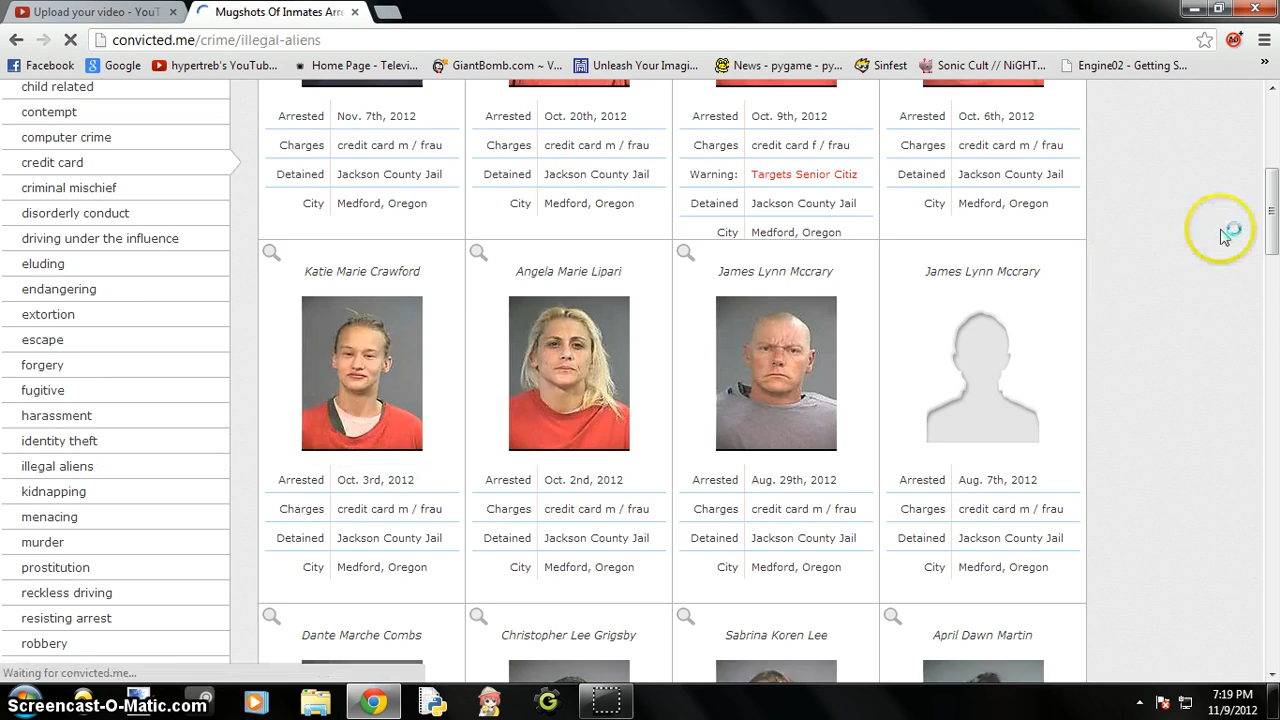 Upload your video - YouT
Mugshots Of Inmates Arre
convicted.me/crime/illegal-aliens
Facebook
Google
hypertreb's YouTub...
Home Page - Televi...
GiantBomb.com ~ V...
Unleash Your Imagi...
News - pygame - py...
Sinfest
Sonic Cult // NiGHT...
Engine02 - Getting S...
»
child related
contempt
computer crime
credit card
criminal mischief
disorderly conduct
driving under the influence
eluding
endangering
extortion
escape
forgery
fugitive
harassment
identity theft
illegal aliens
kidnapping
menacing
murder
prostitution
reckless driving
resisting arrest
robbery
Arrested Nov. 7th, 2012
Charges credit card m / frau
Detained Jackson County Jail
City Medford, Oregon
Arrested Oct. 20th, 2012
Charges credit card m / frau
Detained Jackson County Jail
City Medford, Oregon
Arrested Oct. 9th, 2012
Charges credit card f / frau
Warning: Targets Senior Citiz
Detained Jackson County Jail
City Medford, Oregon
Arrested Oct. 6th, 2012
Charges credit card m / frau
Detained Jackson County Jail
City Medford, Oregon
Katie Marie Crawford
Arrested Oct. 3rd, 2012
Charges credit card m / frau
Detained Jackson County Jail
City Medford, Oregon
Angela Marie Lipari
Arrested Oct. 2nd, 2012
Charges credit card m / frau
Detained Jackson County Jail
City Medford, Oregon
James Lynn Mccrary
Arrested Aug. 29th, 2012
Charges credit card m / frau
Detained Jackson County Jail
City Medford, Oregon
James Lynn Mccrary
Arrested Aug. 7th, 2012
Charges credit card m / frau
Detained Jackson County Jail
City Medford, Oregon
Dante Marche Combs
Christopher Lee Grigsby
Sabrina Koren Lee
April Dawn Martin
Waiting for convicted.me...
Screencast-O-Matic.com
7:19 PM
11/9/2012